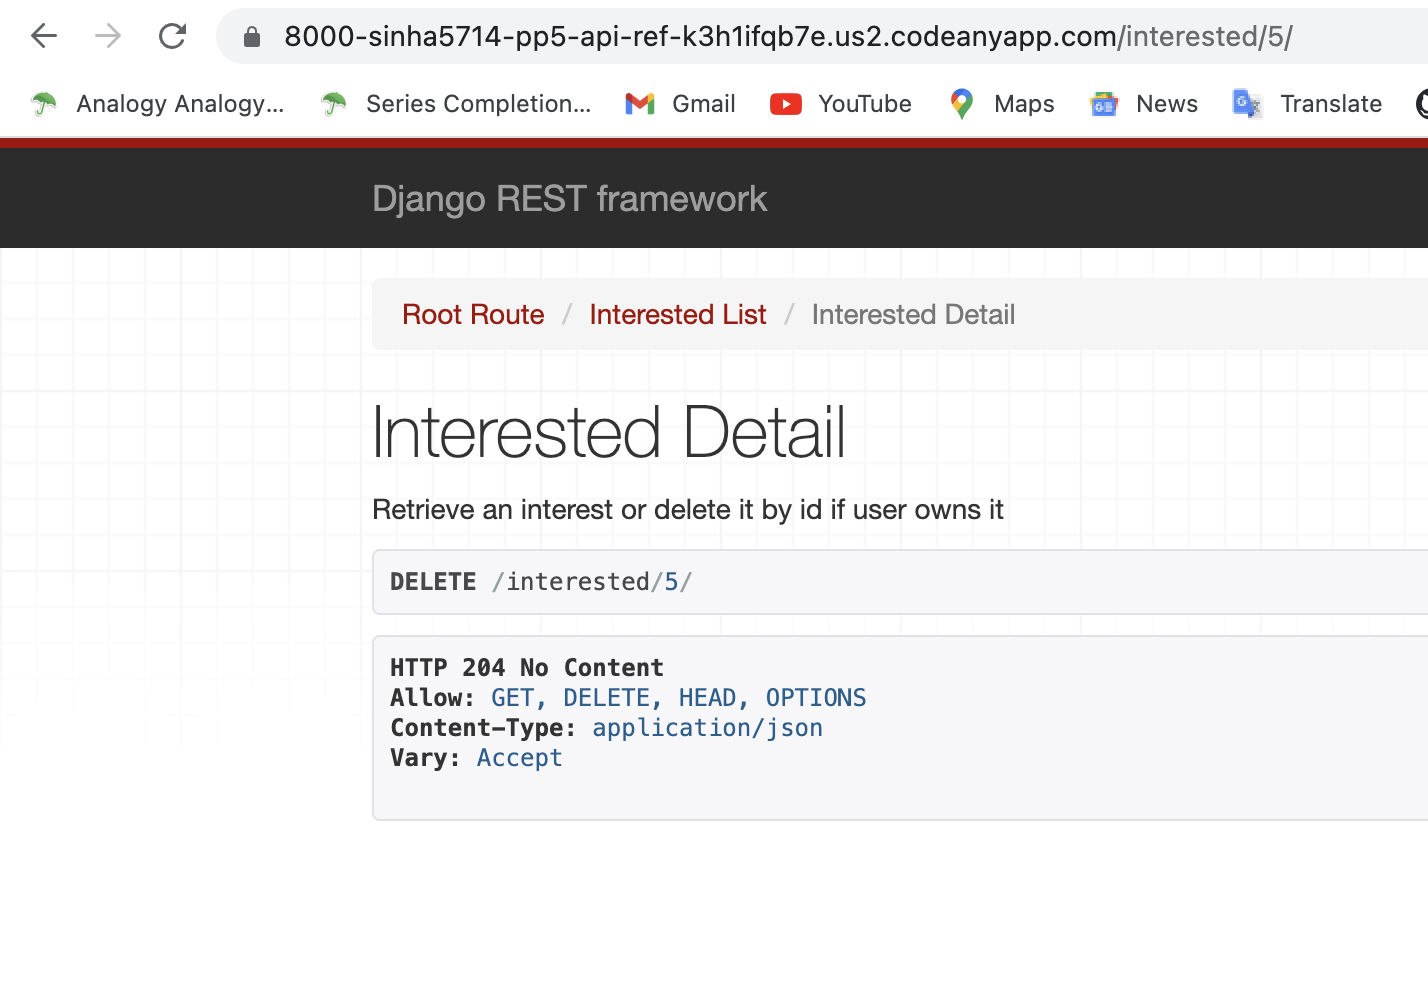 8000-sinha5714-pp5-api-ref-k3h1ifqb7e.us2.codeanyapp.com/interested/5/
Analogy Analogy... Series Completion... Gmail YouTube Maps News Translate
Django REST framework
Root Route / Interested List / Interested Detail
Interested Detail
Retrieve an interest or delete it by id if user owns it
DELETE /interested/5/
HTTP 204 No Content
Allow: GET, DELETE, HEAD, OPTIONS
Content-Type: application/json
Vary: Accept